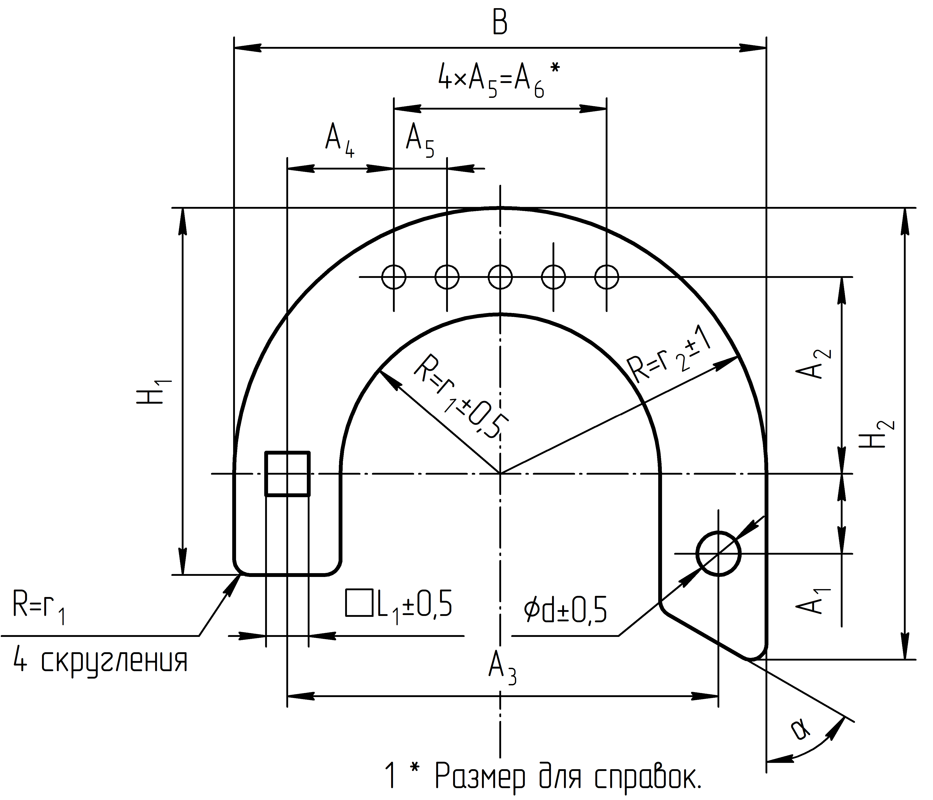 B
4×A5=A6*
A4
A5
H1
R=r1±0,5
R=r2±1
A2
H2
R=r1
4 скругления
□L1±0,5
ϕd±0,5
A1
A3
α
1 * Размер для справок.